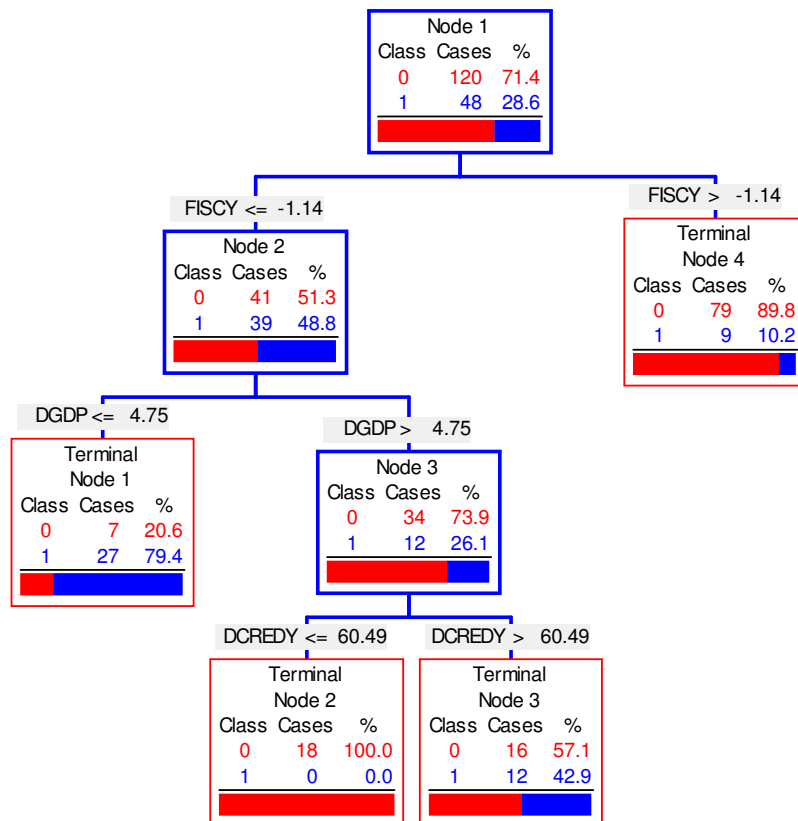 Node 1
Class Cases %
0 120 71.4
1 48 28.6
FISCY <= -1.14
FISCY > -1.14
Node 2
Class Cases %
0 41 51.3
1 39 48.8
Terminal
Node 4
Class Cases %
0 79 89.8
1 9 10.2
DGDP <= 4.75
DGDP > 4.75
Terminal
Node 1
Class Cases %
0 7 20.6
1 27 79.4
Node 3
Class Cases %
0 34 73.9
1 12 26.1
DCREDY <= 60.49
DCREDY > 60.49
Terminal
Node 2
Class Cases %
0 18 100.0
1 0 0.0
Terminal
Node 3
Class Cases %
0 16 57.1
1 12 42.9